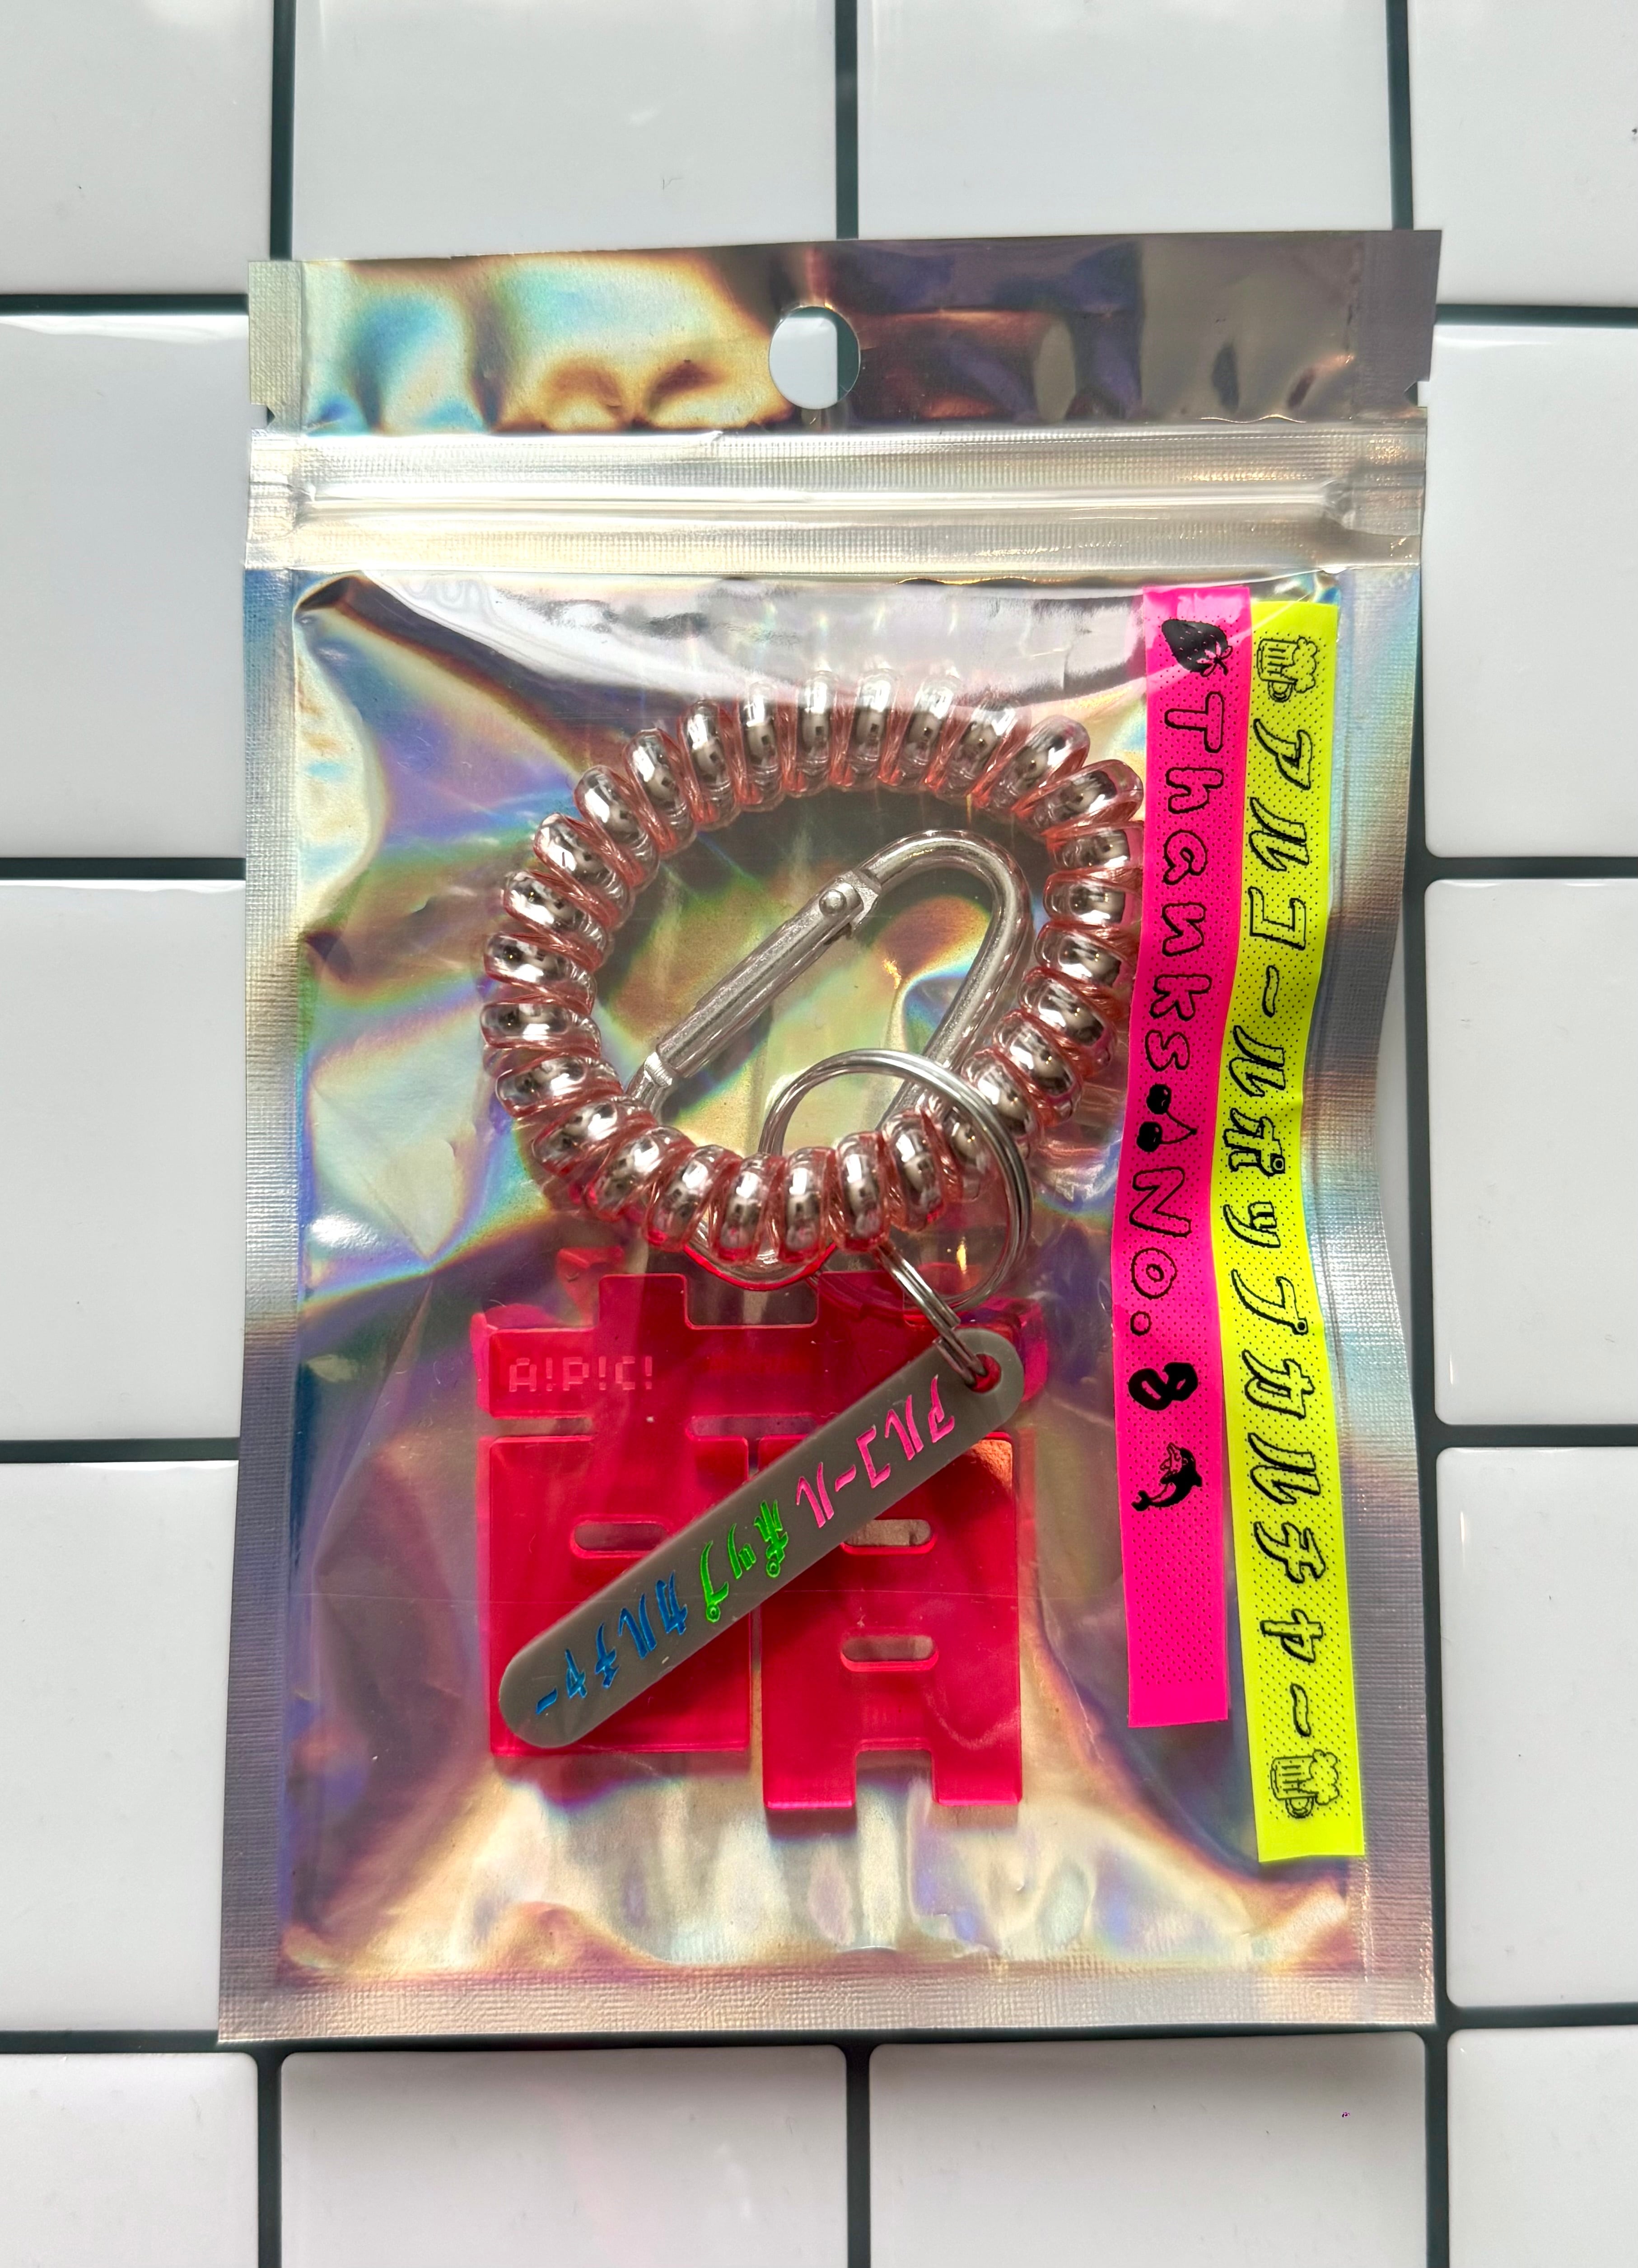 アルコールポップカルチャー
Thanks No. 8
A!P!C!
アルコール ポップ カルチャー